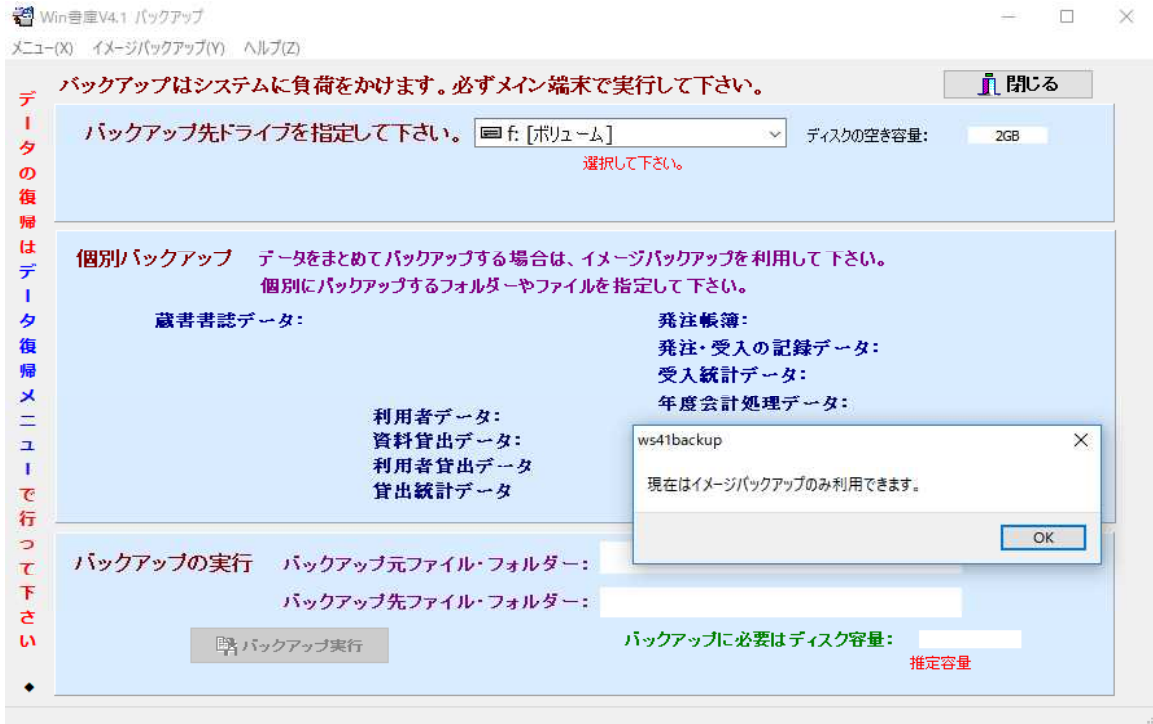 Win書庫V4.1 バックアップ
メニュー(X) イメージバックアップ(Y) ヘルプ(Z)
データの復帰はデータ復帰メニューで行って下さい ◆
バックアップはシステムに負荷をかけます。必ずメイン端末で実行して下さい。
閉じる
バックアップ先ドライブを指定して下さい。
f: [ボリューム]
ディスクの空き容量:
2GB
選択して下さい。
個別バックアップ
データをまとめてバックアップする場合は、イメージバックアップを利用して下さい。
個別にバックアップするフォルダーやファイルを指定して下さい。
蔵書書誌データ:
利用者データ:
資料貸出データ:
利用者貸出データ
貸出統計データ
発注帳簿:
発注・受入の記録データ:
受入統計データ:
年度会計処理データ:
ws41backup
現在はイメージバックアップのみ利用できます。
OK
バックアップの実行
バックアップ元ファイル・フォルダー:
バックアップ先ファイル・フォルダー:
バックアップ実行
バックアップに必要はディスク容量:
推定容量